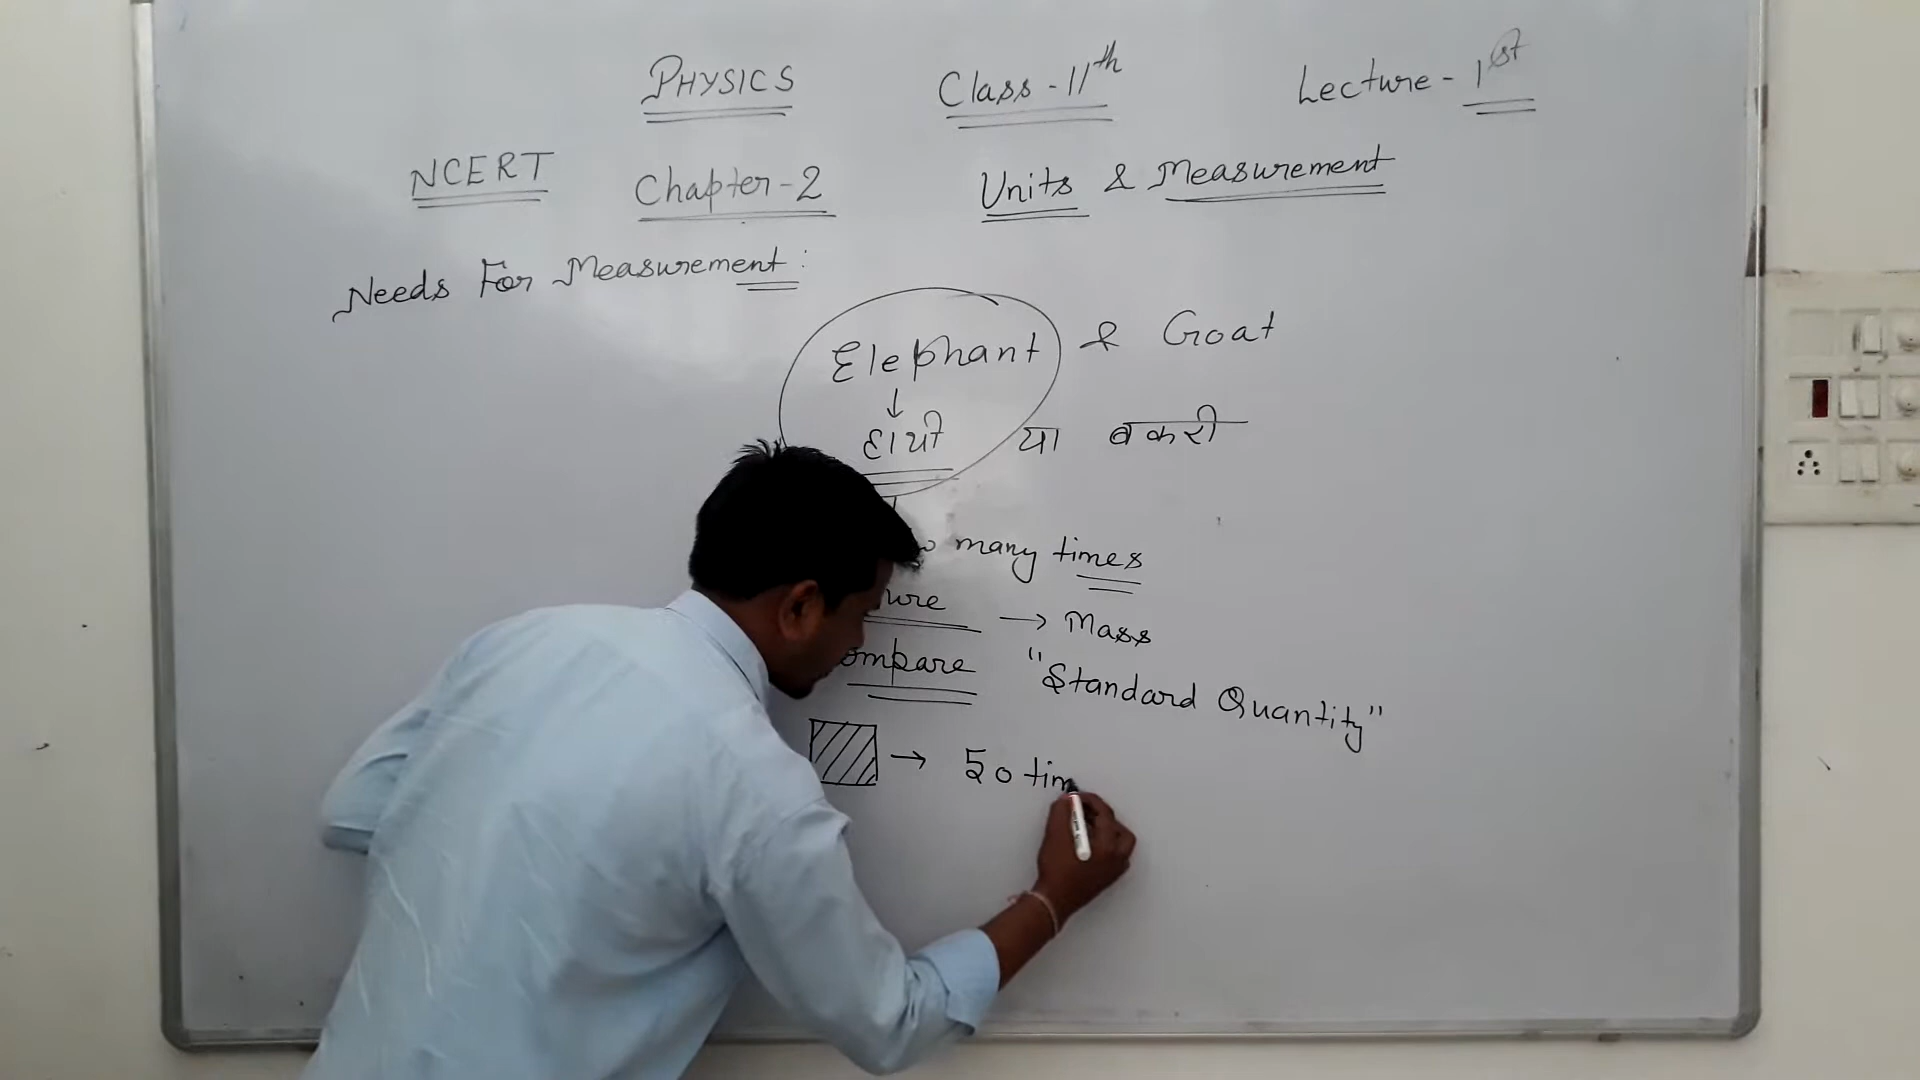 PHYSICS Class-11th Lecture-1st
NCERT Chapter-2 Units & Measurement
Needs For Measurement:
Elephant & Goat
↓
हाथी या बकरी
many times
→ Mass
"Standard Quantity"
→ 50 tim